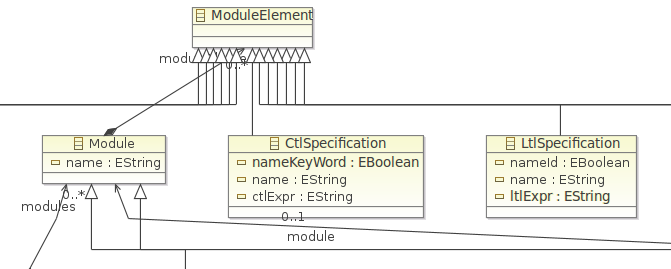 ModuleElement
0..*
Module
name : EString
CtlSpecification
nameKeyWord : EBoolean
name : EString
ctlExpr : EString
LtlSpecification
nameId : EBoolean
name : EString
ltlExpr : EString
0..*
modules
0..1
module